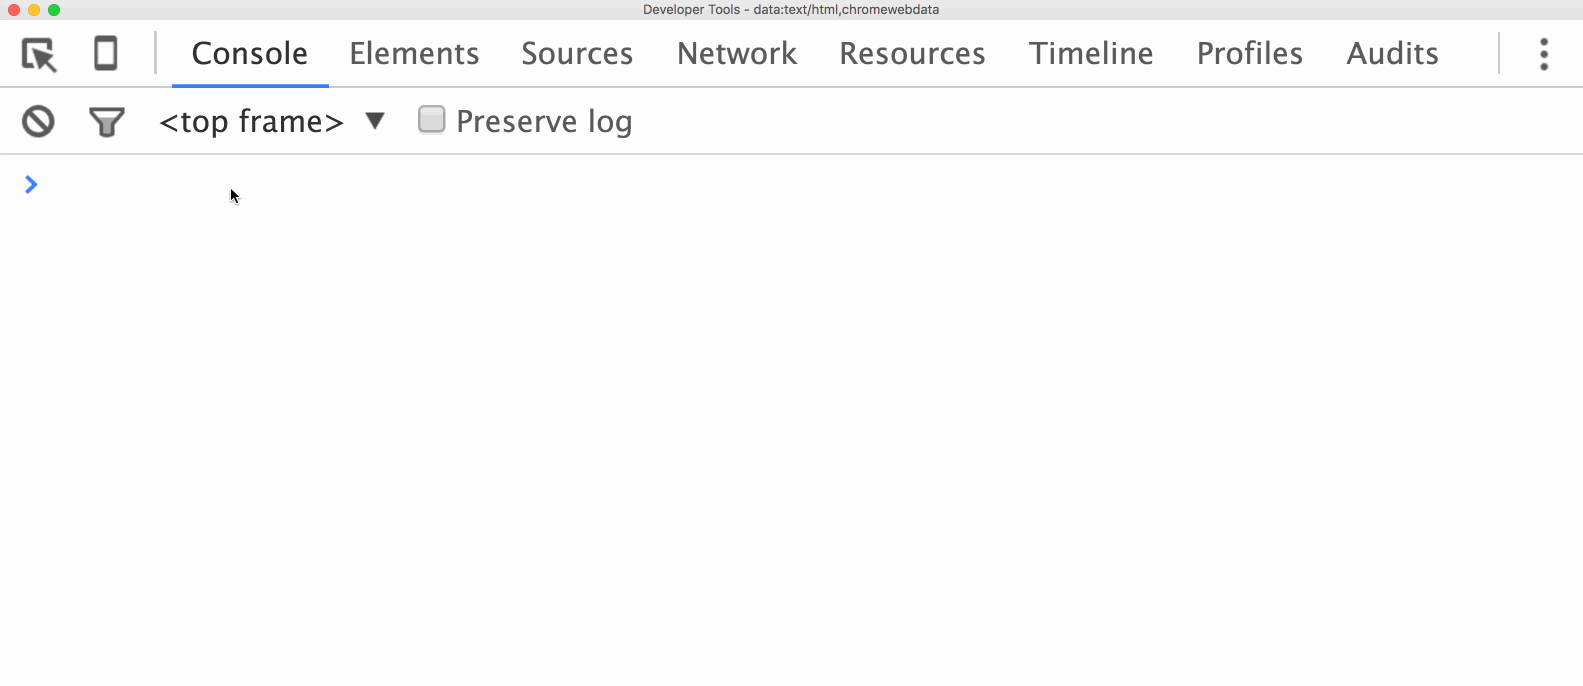 Developer Tools - data:text/html,chromewebdata
Console Elements Sources Network Resources Timeline Profiles Audits
<top frame> ▼ Preserve log
>